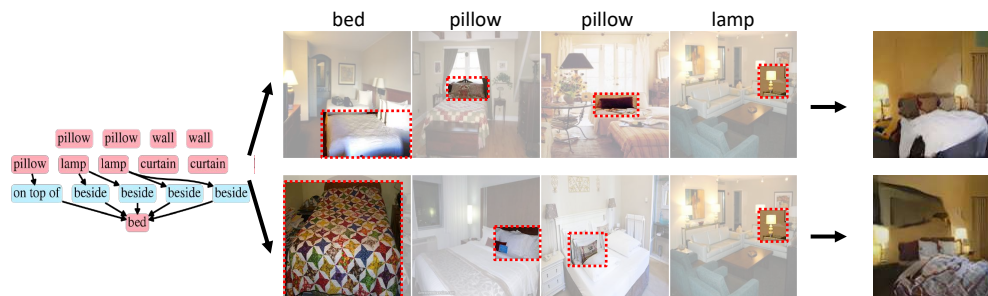 bed pillow pillow lamp
pillow pillow wall wall
pillow lamp lamp curtain curtain
on top of beside beside beside beside
bed